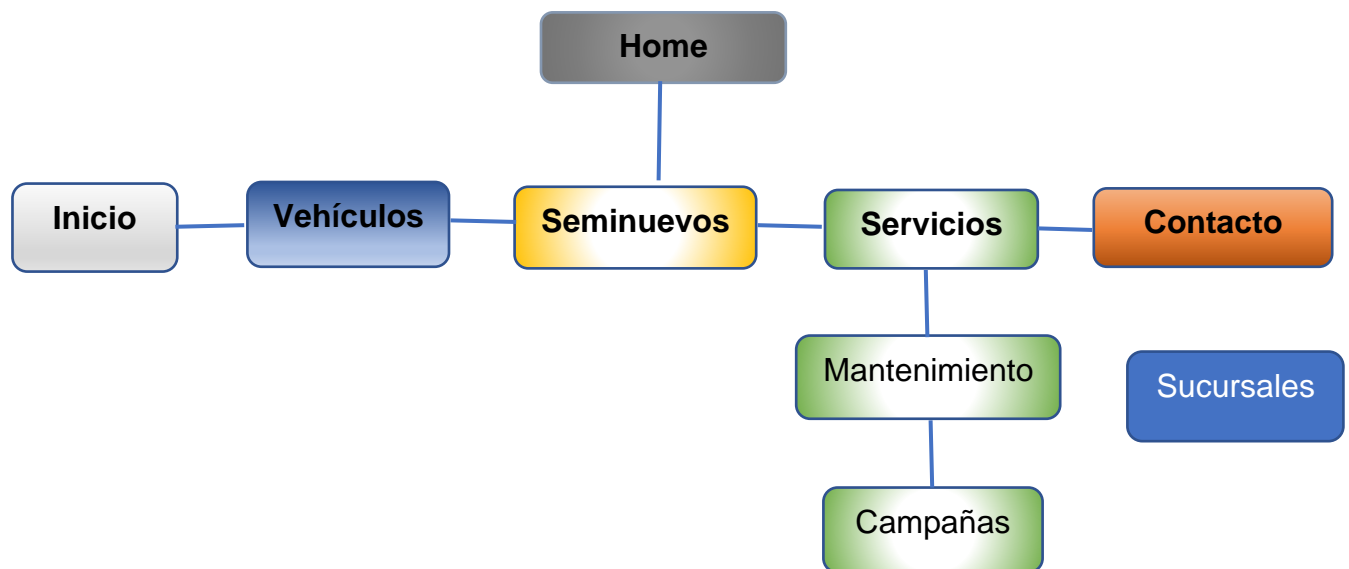 Home
Inicio
Vehículos
Seminuevos
Servicios
Contacto
Mantenimiento
Sucursales
Campañas